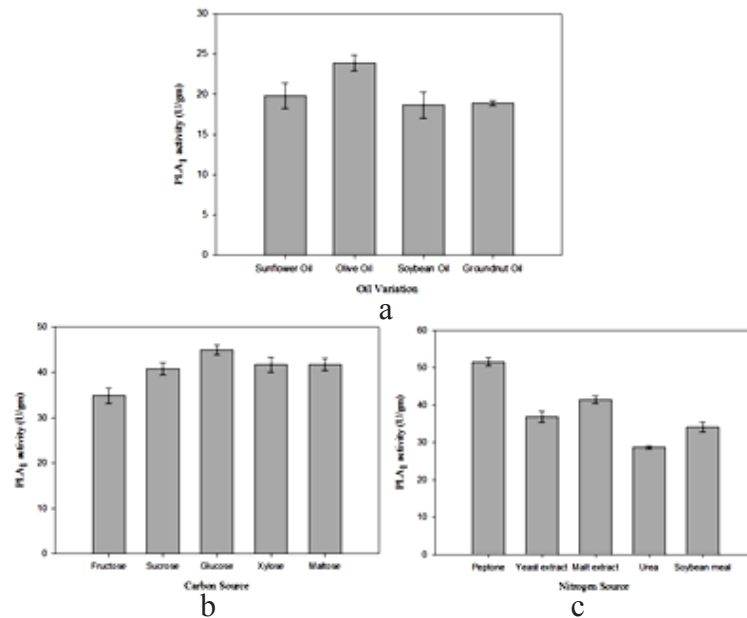 30
25
20
15
10
5
0
PLA₁ activity (U/gm)
Sunflower Oil Olive Oil Soybean Oil Groundnut Oil
Oil Variation
a
50
40
30
20
10
0
PLA₁ activity (U/gm)
Fructose Sucrose Glucose Xylose Maltose
Carbon Source
b
60
50
40
30
20
10
0
PLA₁ activity (U/gm)
Peptone Yeast extract Malt extract Urea Soybean meal
Nitrogen Source
c